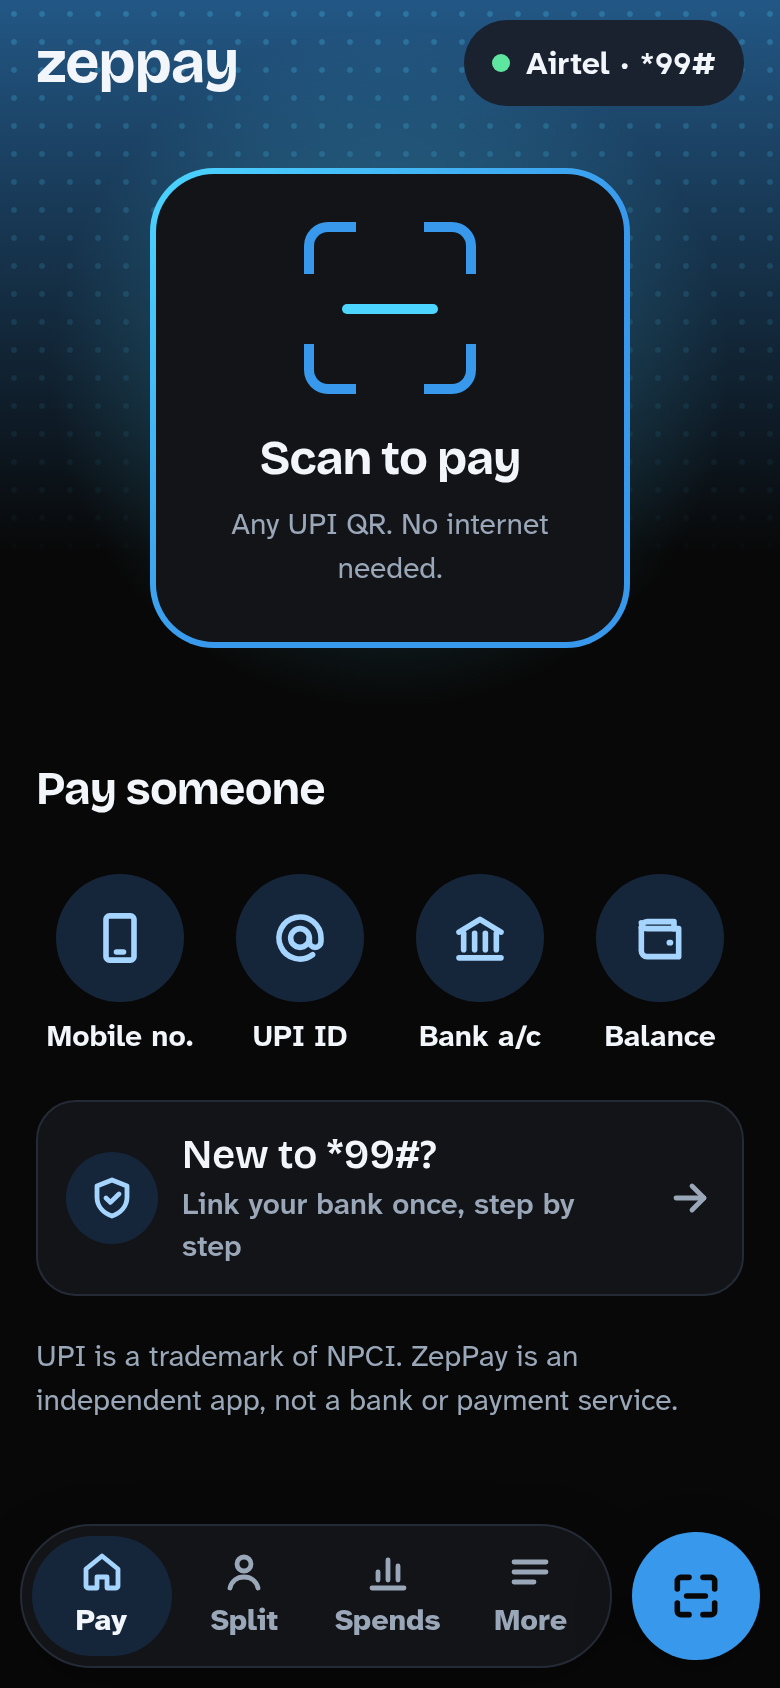 zeppay
Airtel · *99#
Scan to pay
Any UPI QR. No internet
needed.
Pay someone
Mobile no.
UPI ID
Bank a/c
Balance
New to *99#?
Link your bank once, step by
step
UPI is a trademark of NPCI. ZepPay is an
independent app, not a bank or payment service.
Pay
Split
Spends
More